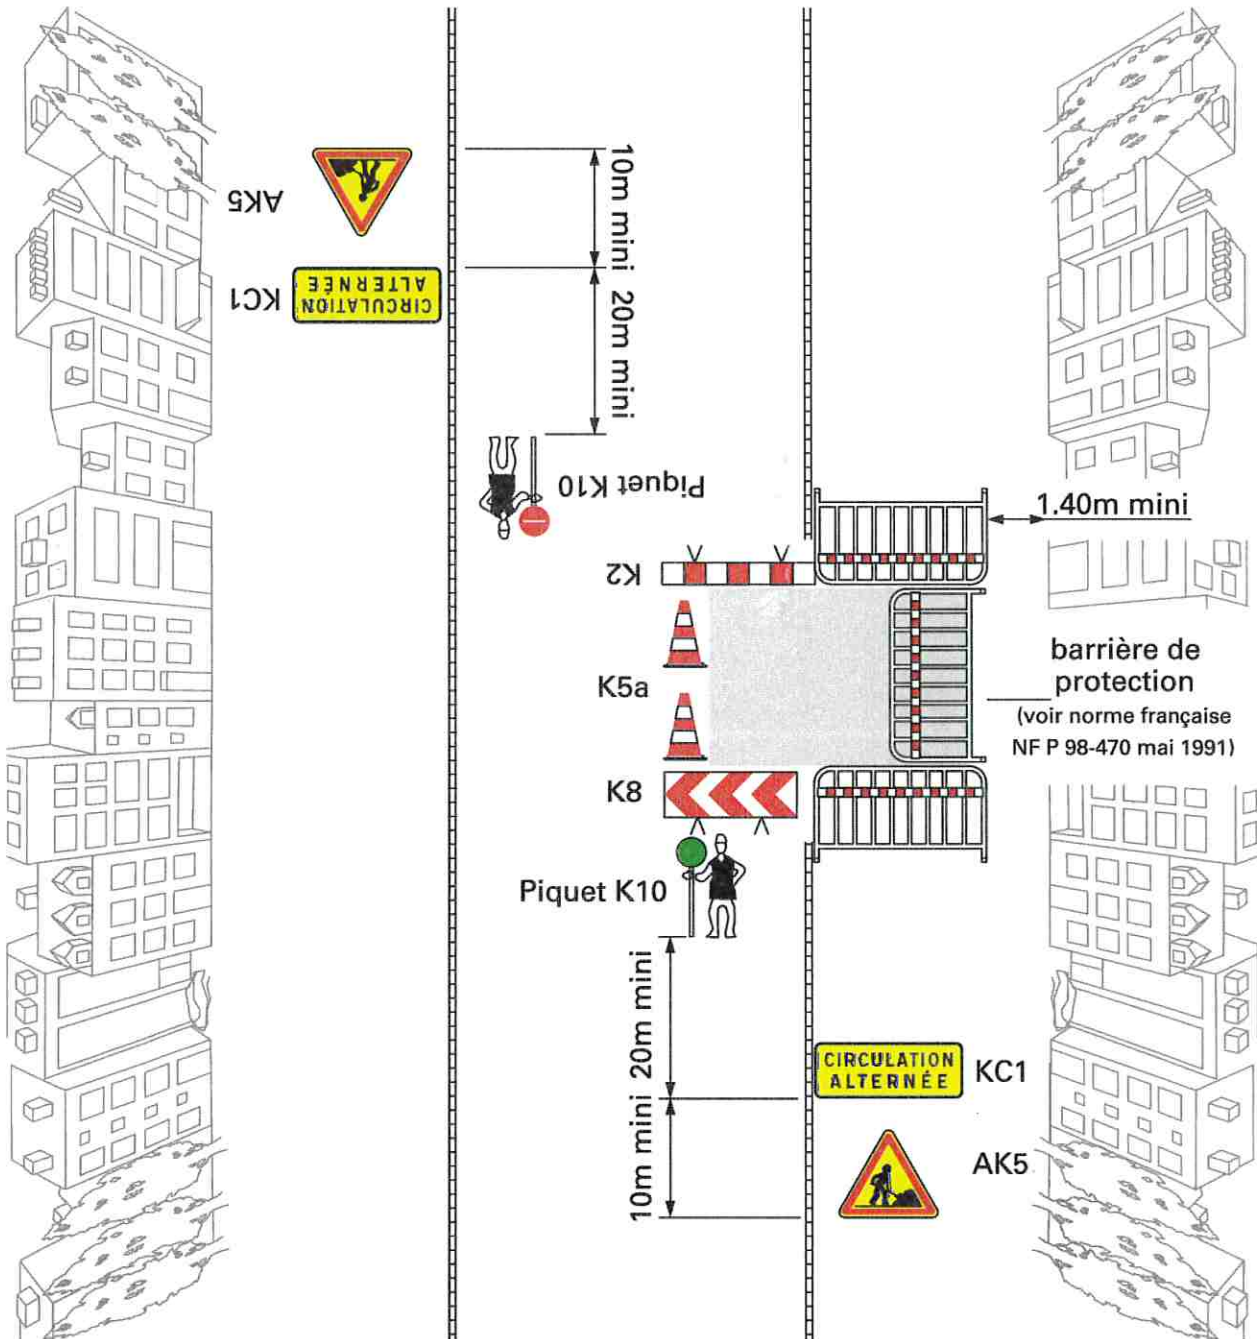 10m mini
AK5
CIRCULATION
ALTERNÉE
KC1
20m mini
Piquet K10
1.40m mini
K2
barrière de
protection
(voir norme française
NF P 98-470 mai 1991)
K5a
K8
Piquet K10
20m mini
CIRCULATION
ALTERNÉE
KC1
10m mini
AK5